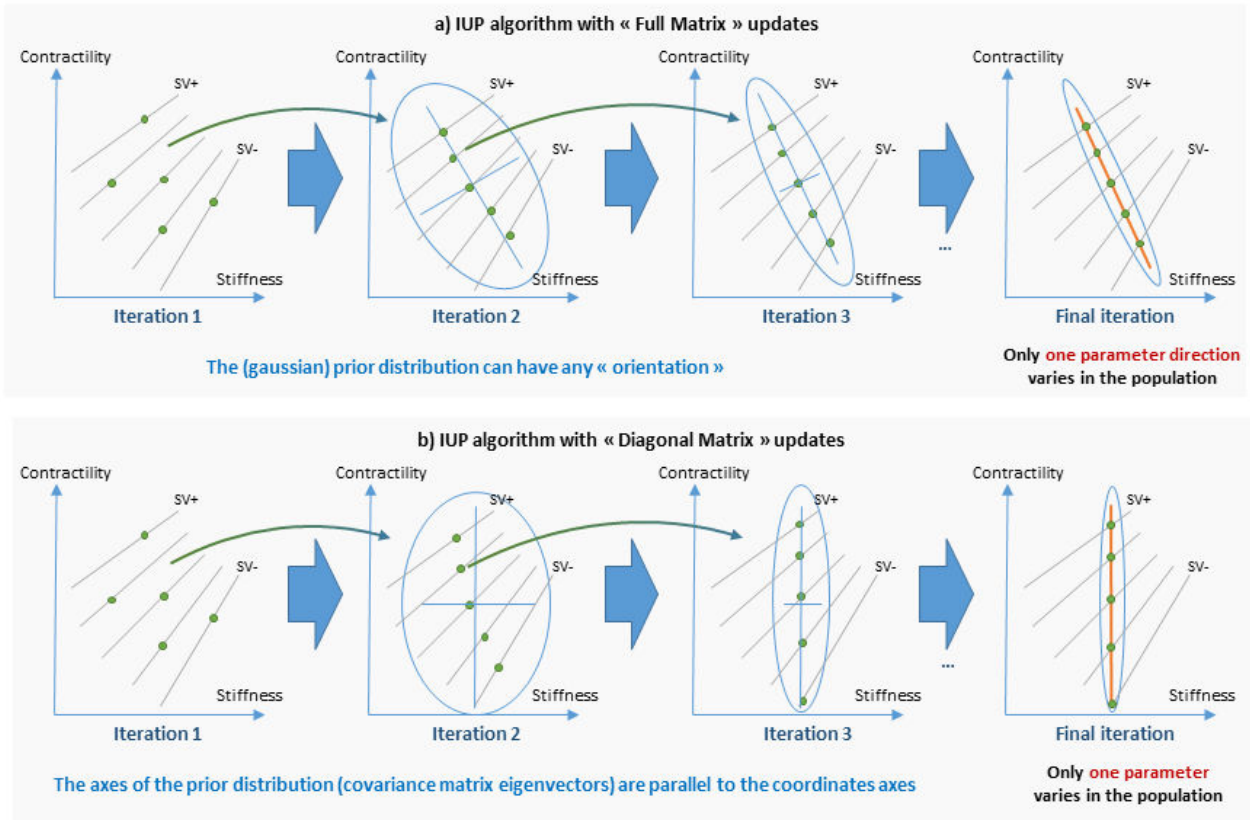 a) IUP algorithm with « Full Matrix » updates
Contractility
SV+
SV-
Stiffness
Iteration 1
Contractility
SV+
SV-
Stiffness
Iteration 2
Contractility
SV+
SV-
Stiffness
Iteration 3
...
Contractility
SV+
SV-
Stiffness
Final iteration
The (gaussian) prior distribution can have any « orientation »
Only one parameter direction
varies in the population
b) IUP algorithm with « Diagonal Matrix » updates
Contractility
SV+
SV-
Stiffness
Iteration 1
Contractility
SV+
SV-
Stiffness
Iteration 2
Contractility
SV+
SV-
Stiffness
Iteration 3
...
Contractility
SV+
SV-
Stiffness
Final iteration
The axes of the prior distribution (covariance matrix eigenvectors) are parallel to the coordinates axes
Only one parameter
varies in the population